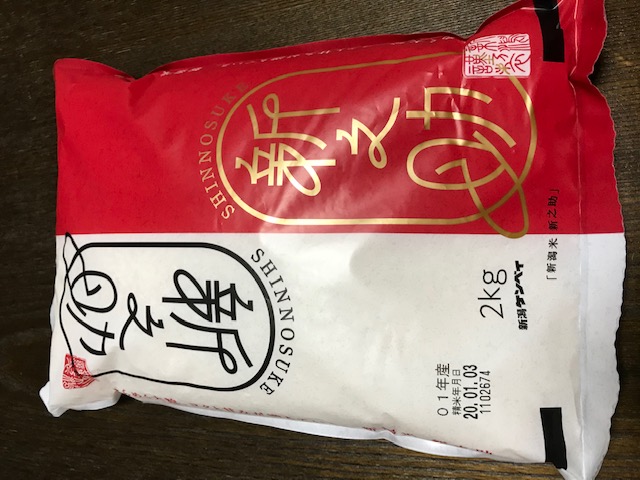 新之助
SHINNOSUKE
新之助
SHINNOSUKE
「新潟米 新之助」
2kg
新潟ケンベイ
01年産
精米年月日
20.01.03
1102674